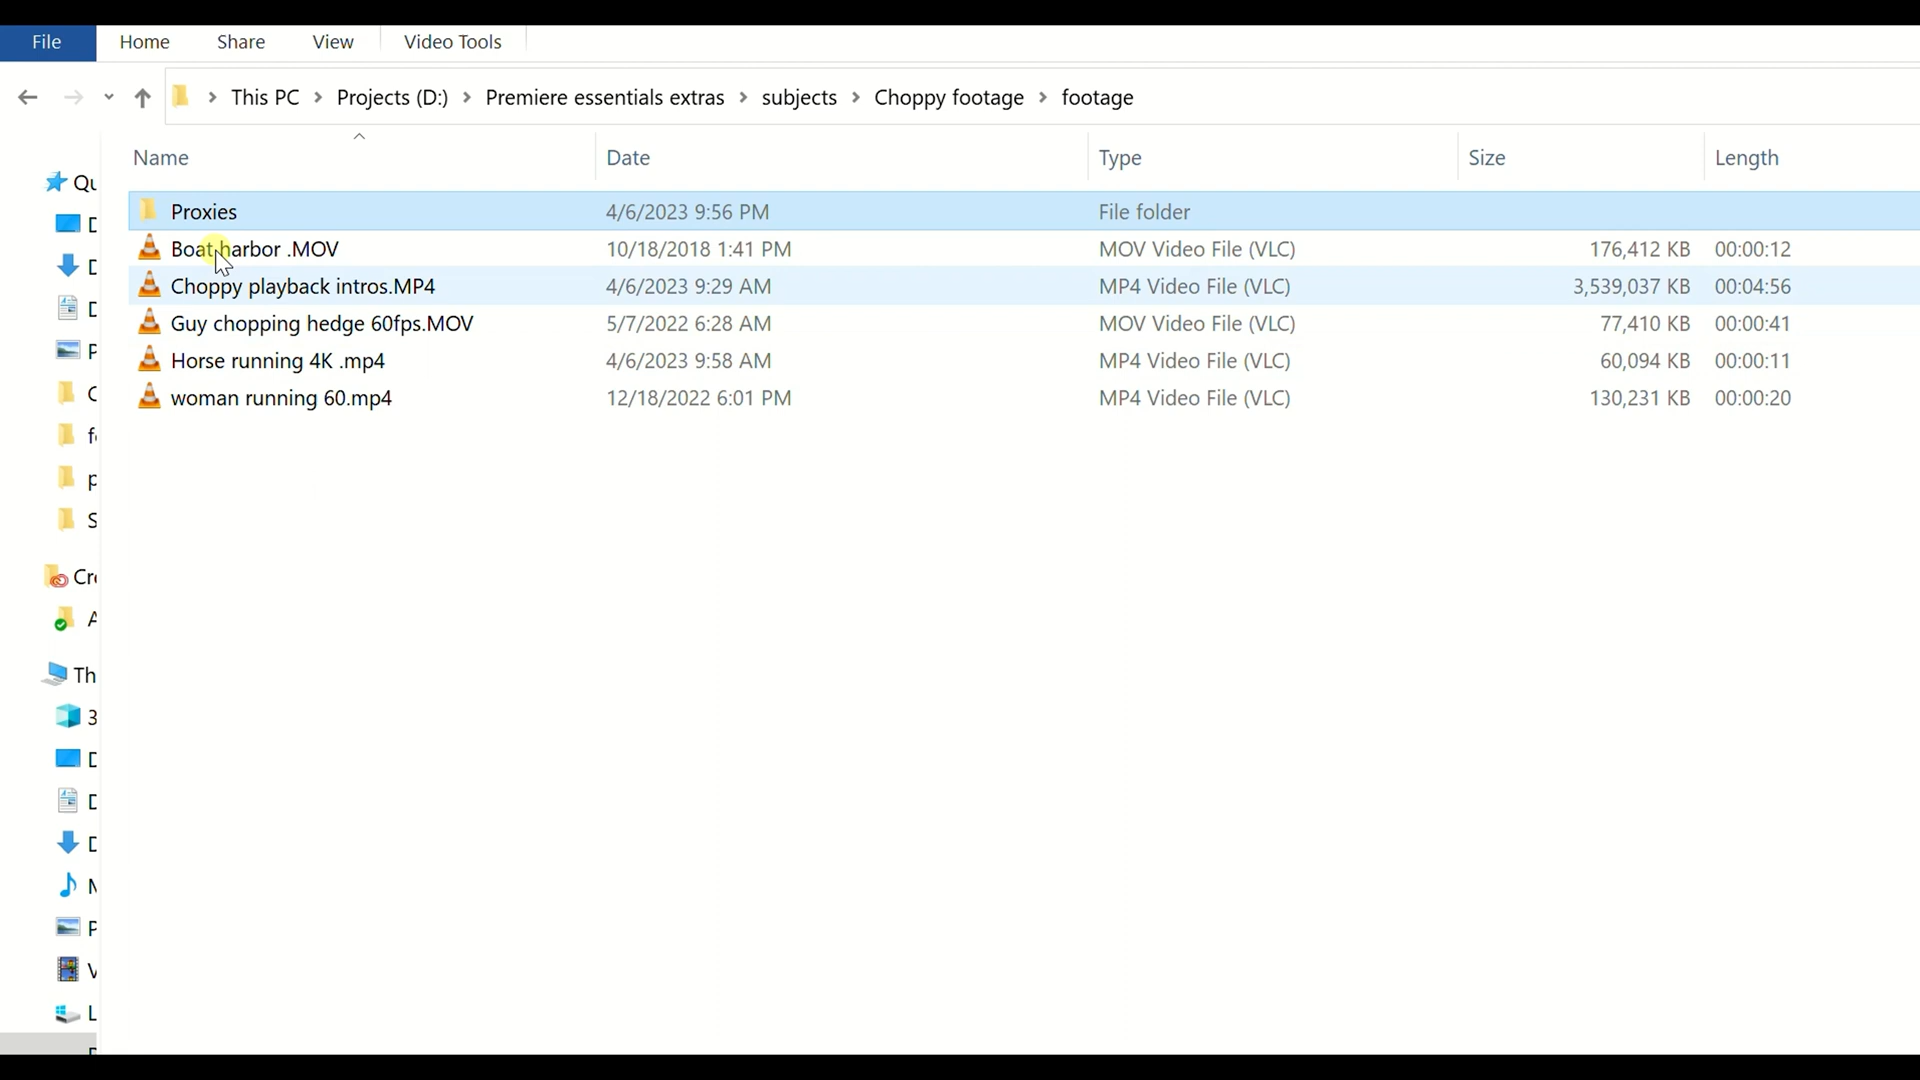 File Home Share View Video Tools
This PC > Projects (D:) > Premiere essentials extras > subjects > Choppy footage > footage
Name Date Type Size Length
Proxies 4/6/2023 9:56 PM File folder
Boat harbor .MOV 10/18/2018 1:41 PM MOV Video File (VLC) 176,412 KB 00:00:12
Choppy playback intros.MP4 4/6/2023 9:29 AM MP4 Video File (VLC) 3,539,037 KB 00:04:56
Guy chopping hedge 60fps.MOV 5/7/2022 6:28 AM MOV Video File (VLC) 77,410 KB 00:00:41
Horse running 4K .mp4 4/6/2023 9:58 AM MP4 Video File (VLC) 60,094 KB 00:00:11
woman running 60.mp4 12/18/2022 6:01 PM MP4 Video File (VLC) 130,231 KB 00:00:20